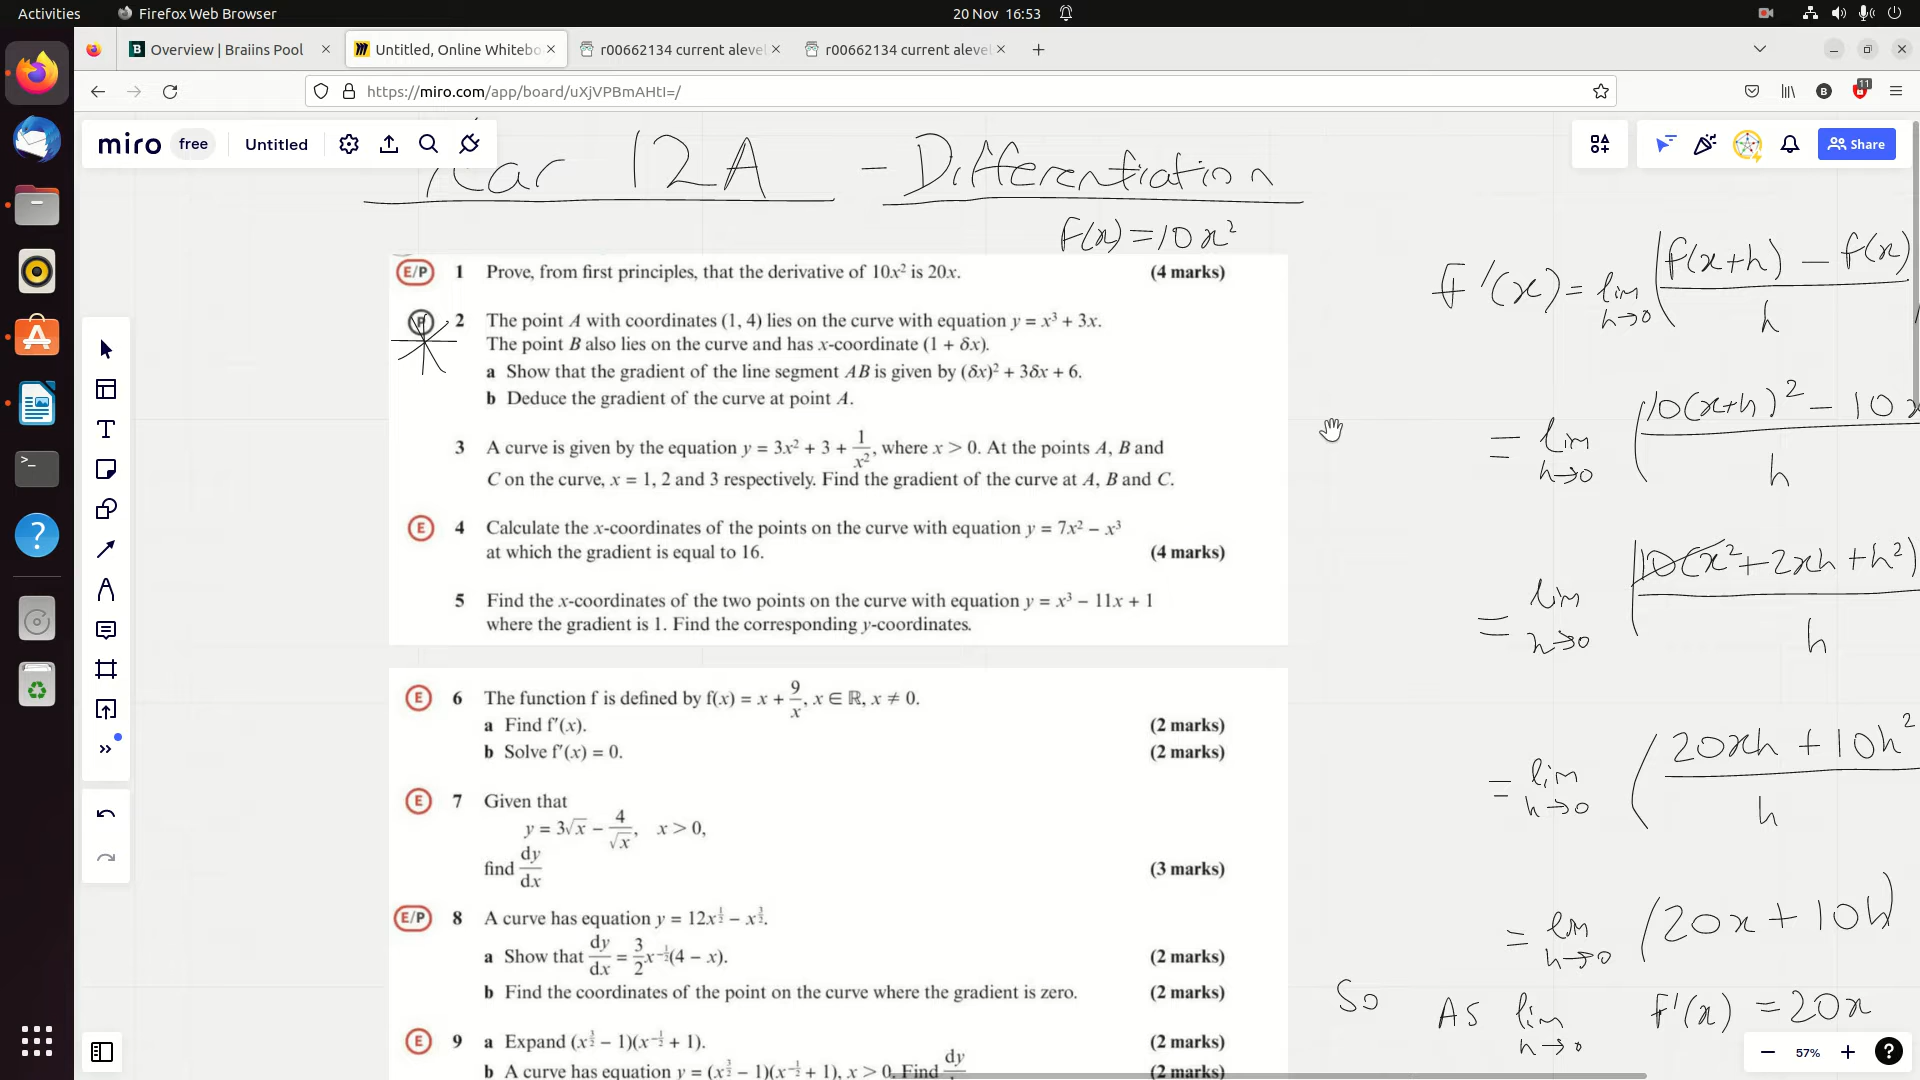 Activities
Firefox Web Browser
20 Nov 16:53
Overview | Braiins Pool
Untitled, Online Whitebo
r00662134 current alevel
r00662134 current alevel
https://miro.com/app/board/uXjVPBmAHtI=/
B
11
miro free Untitled
Share
Year 12A - Differentiation
F(x) = 10x²
E/P 1 Prove, from first principles, that the derivative of 10x² is 20x. (4 marks)
P 2 The point A with coordinates (1, 4) lies on the curve with equation y = x³ + 3x.
The point B also lies on the curve and has x-coordinate (1 + δx).
a Show that the gradient of the line segment AB is given by (δx)² + 3δx + 6.
b Deduce the gradient of the curve at point A.
3 A curve is given by the equation y = 3x² + 3 + 1/x², where x > 0. At the points A, B and
C on the curve, x = 1, 2 and 3 respectively. Find the gradient of the curve at A, B and C.
E 4 Calculate the x-coordinates of the points on the curve with equation y = 7x² − x³
at which the gradient is equal to 16. (4 marks)
5 Find the x-coordinates of the two points on the curve with equation y = x³ − 11x + 1
where the gradient is 1. Find the corresponding y-coordinates.
E 6 The function f is defined by f(x) = x + 9/x, x ∈ ℝ, x ≠ 0.
a Find f′(x). (2 marks)
b Solve f′(x) = 0. (2 marks)
E 7 Given that
y = 3√x − 4/√x, x > 0,
find dy/dx (3 marks)
E/P 8 A curve has equation y = 12x^(1/2) − x^(3/2).
a Show that dy/dx = 3/2 x^(−1/2)(4 − x). (2 marks)
b Find the coordinates of the point on the curve where the gradient is zero. (2 marks)
E 9 a Expand (x^(3/2) − 1)(x^(−1/2) + 1). (2 marks)
b A curve has equation y = (x^(3/2) − 1)(x^(−1/2) + 1), x > 0. Find dy (2 marks)
F′(x) = lim h→0 (f(x+h) − f(x) / h
= lim h→0 (10(x+h)² − 10x / h
= lim h→0 (10(x² + 2xh + h²) / h
= lim h→0 (20xh + 10h² / h
= lim h→0 (20x + 10h)
So As lim h→0 F′(x) = 20x
57%